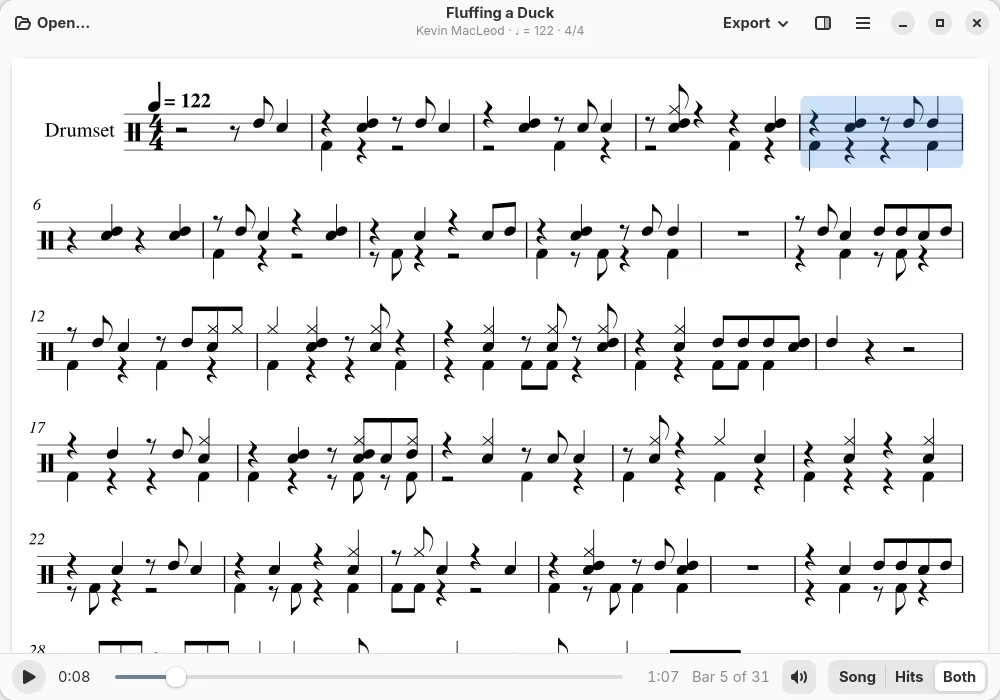 Open...
Fluffing a Duck
Kevin MacLeod · ♩ = 122 · 4/4
Export
= 122
Drumset
4
4
6
12
17
22
28
0:08
1:07
Bar 5 of 31
Song
Hits
Both